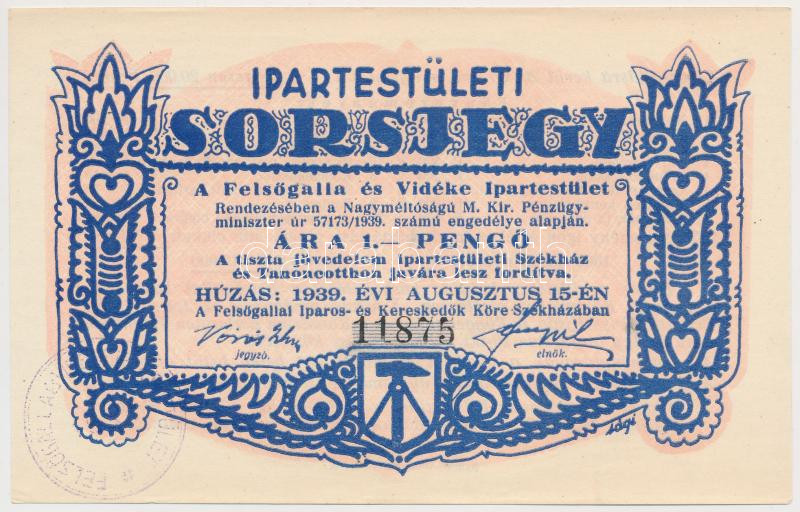 IPARTESTÜLETI
SORSJEGY
A Felsőgalla és Vidéke Ipartestület
Rendezésében a Nagyméltóságú M. Kir. Pénzügy-
miniszter úr 57173/1939. számú engedélye alapján.
ÁRA 1.— PENGŐ
A tiszta jövedelem ipartestületi Székház
és Tanoncotthon javára lesz fordítva.
HÚZÁS: 1939. ÉVI AUGUSZTUS 15-ÉN
A Felsőgallai Iparos- és Kereskedők Köre Székházában
11875
jegyző.
elnök.
darabanth